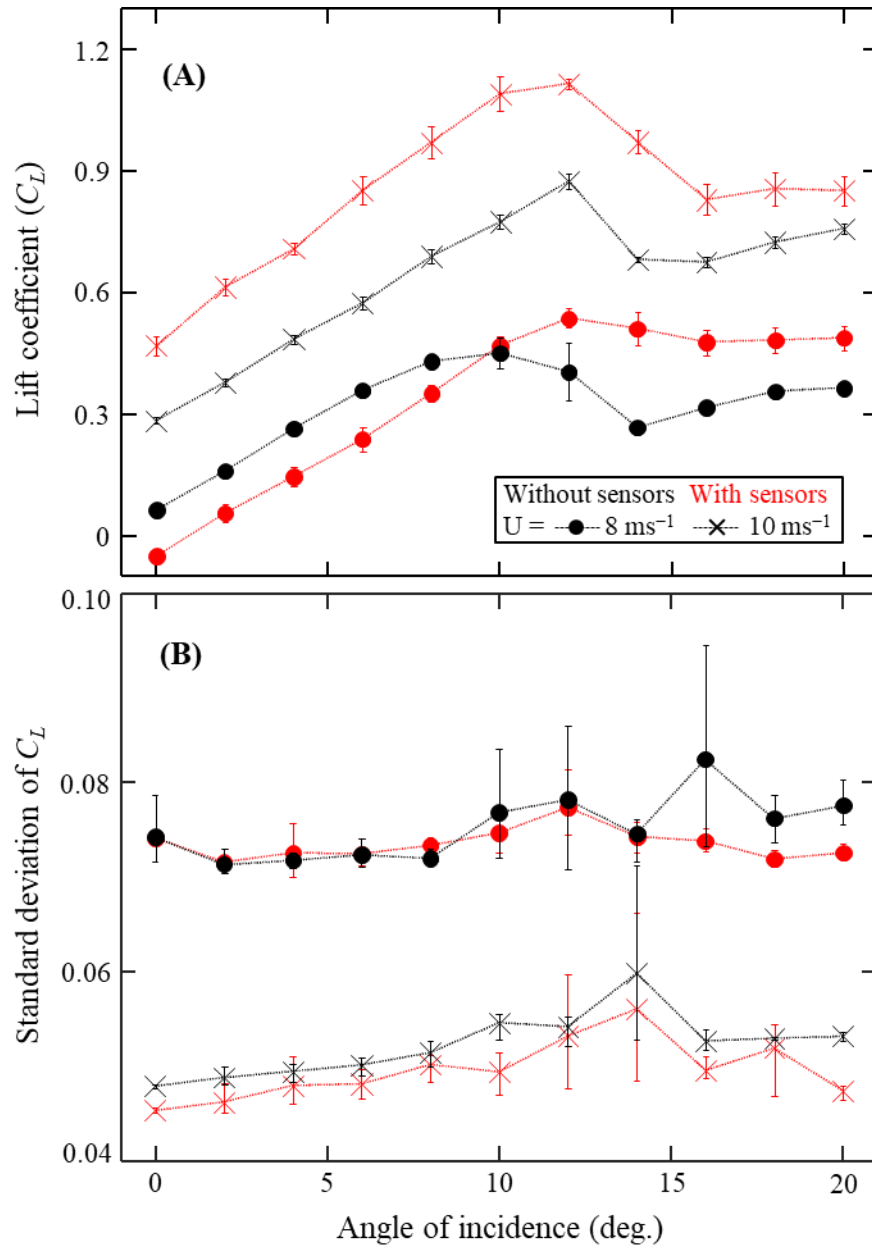 (A)
Lift coefficient (C_L)
1.2
0.9
0.6
0.3
0
Without sensors With sensors
U = 8 ms⁻¹ 10 ms⁻¹
(B)
Standard deviation of C_L
0.10
0.08
0.06
0.04
0 5 10 15 20
Angle of incidence (deg.)